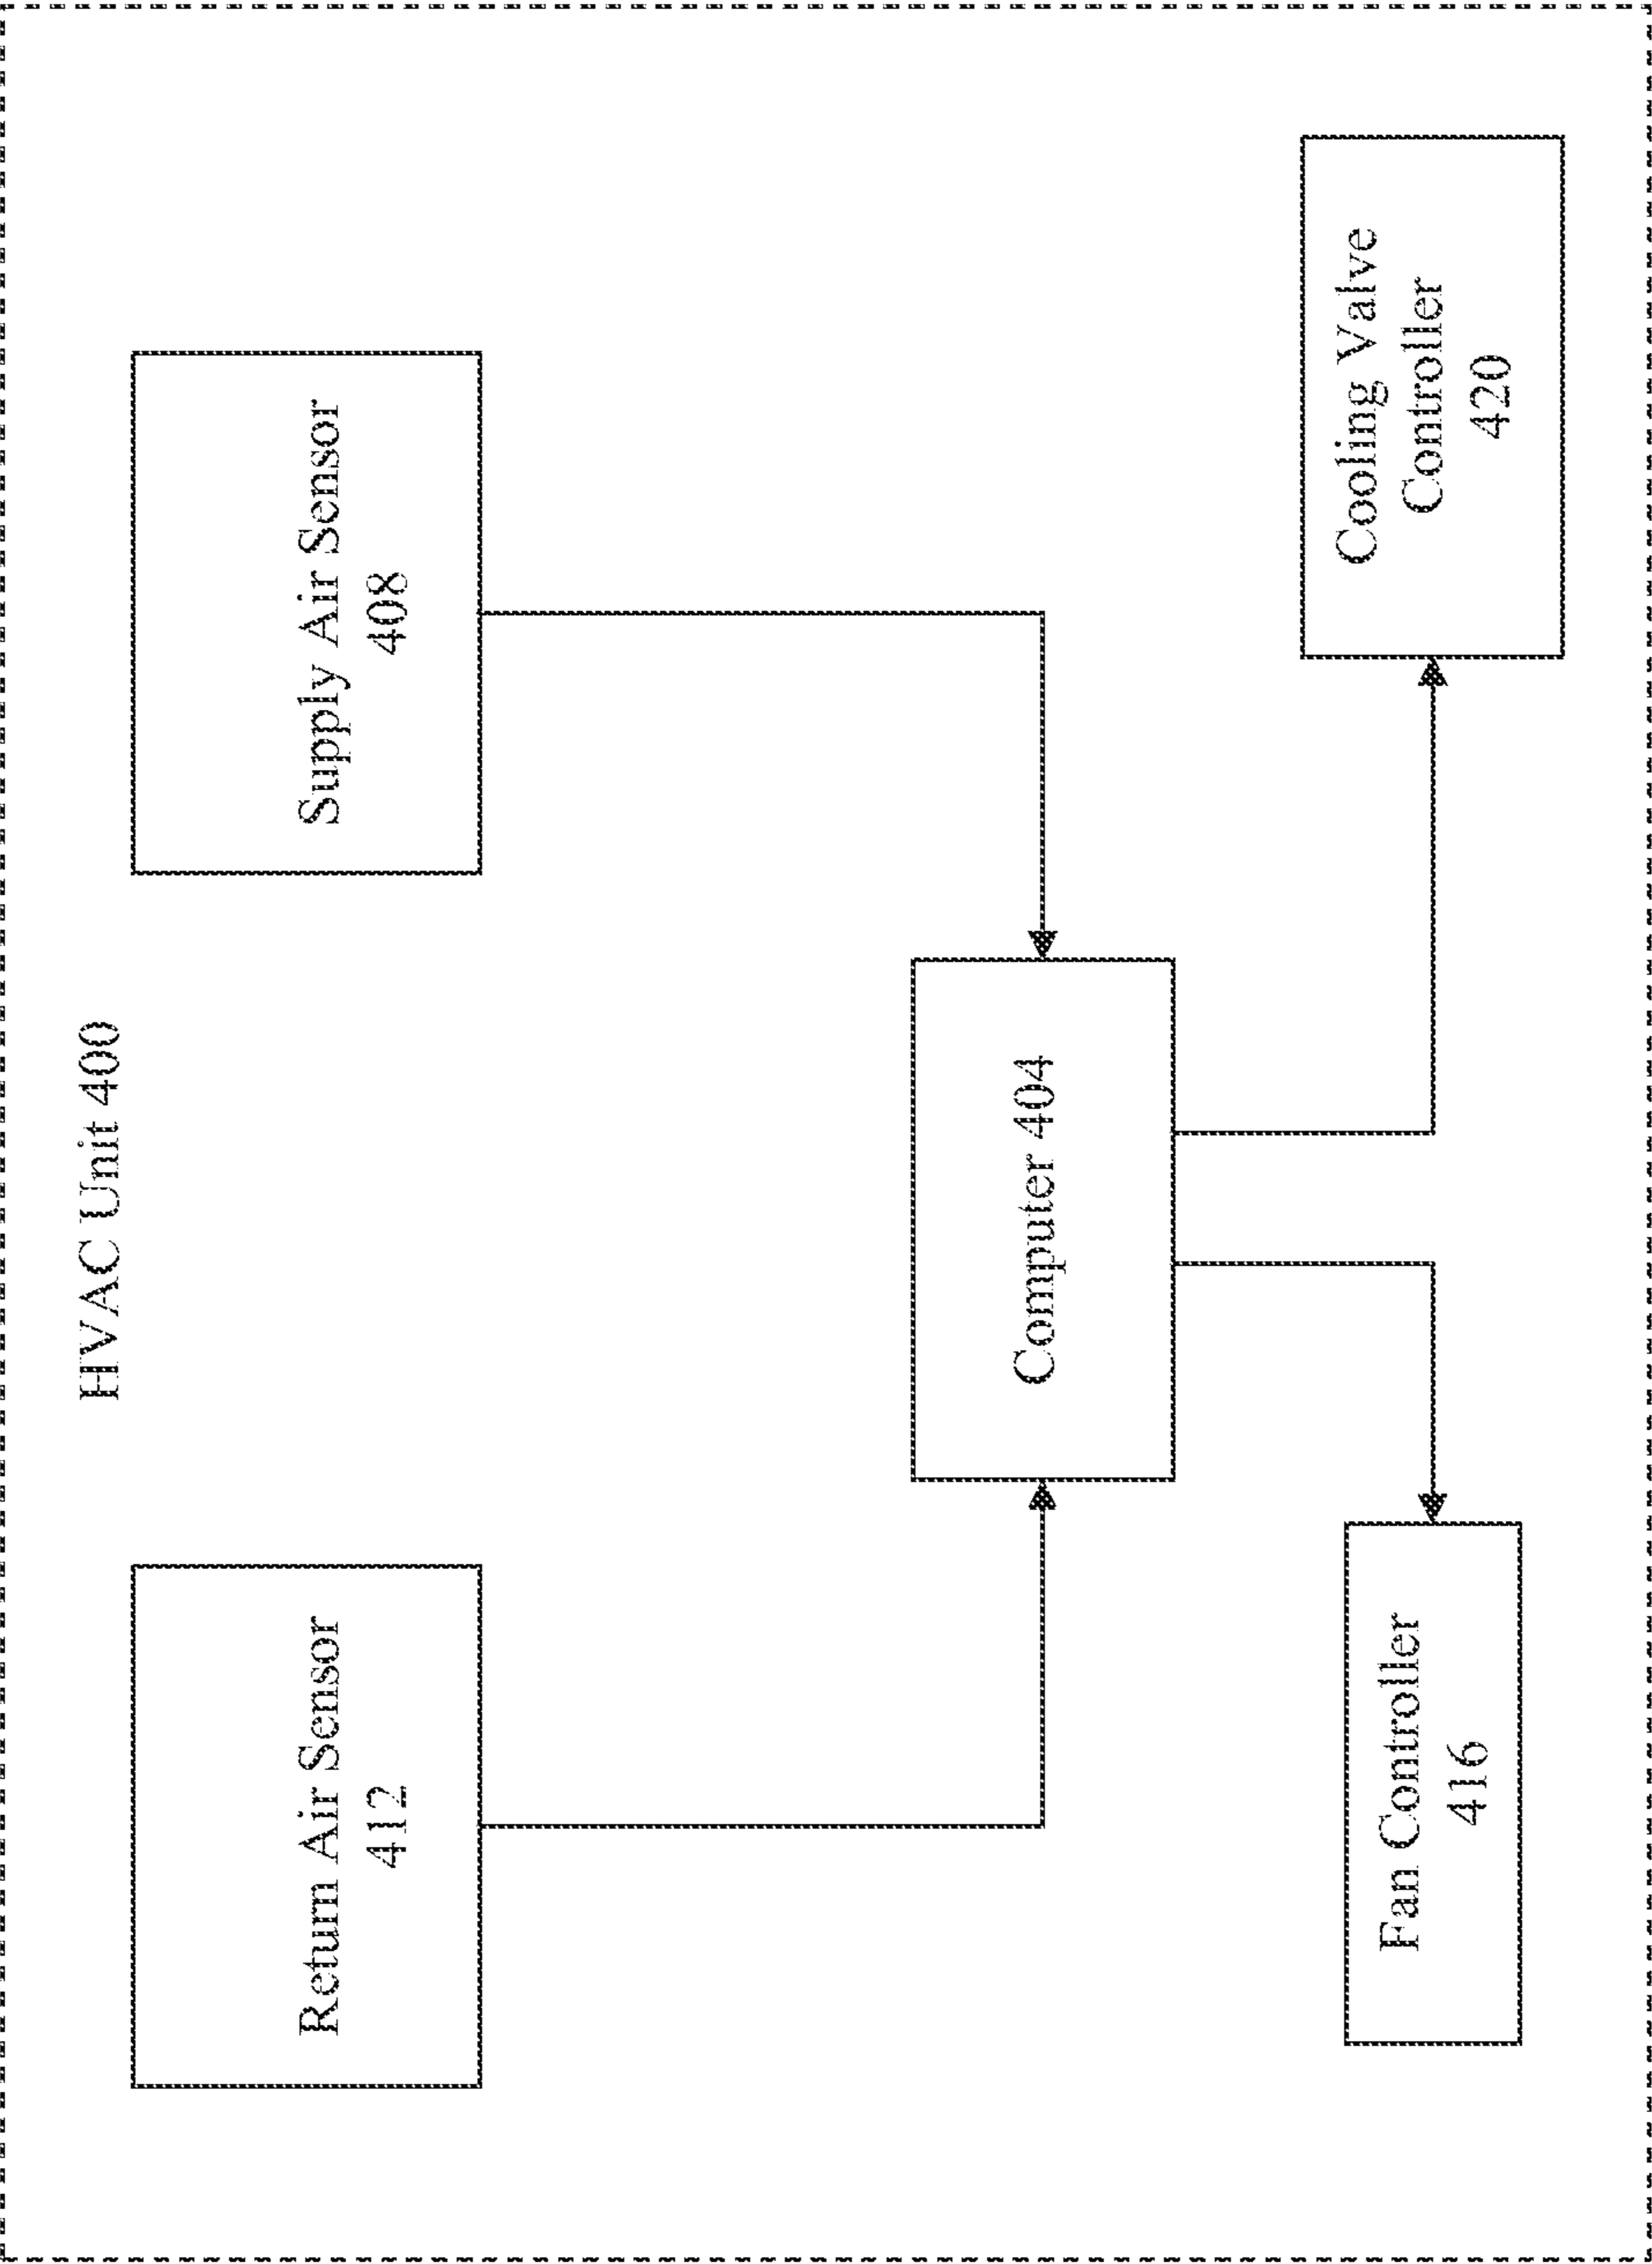 HVAC Unit 400
Return Air Sensor
412
Supply Air Sensor
408
Computer 404
Fan Controller
416
Cooling Valve
Controller
420